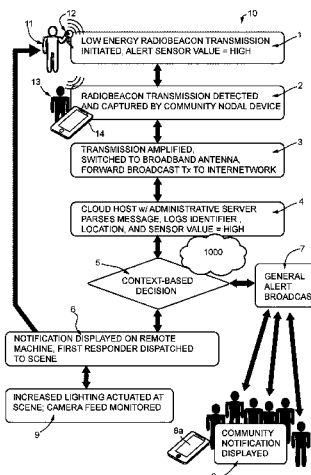 10
12
11
1
LOW ENERGY RADIOBEACON TRANSMISSION
INITIATED, ALERT SENSOR VALUE = HIGH
13
2
RADIOBEACON TRANSMISSION DETECTED
AND CAPTURED BY COMMUNITY NODAL DEVICE
14
3
TRANSMISSION AMPLIFIED,
SWITCHED TO BROADBAND ANTENNA,
FORWARD BROADCAST Tx TO INTERNETWORK
4
CLOUD HOST w/ ADMINISTRATIVE SERVER
PARSES MESSAGE, LOGS IDENTIFIER ,
LOCATION, AND SENSOR VALUE = HIGH
7
5
1000
CONTEXT-BASED
DECISION
GENERAL
ALERT
BROADCAS
6
NOTIFICATION DISPLAYED ON REMOTE
MACHINE, FIRST RESPONDER DISPATCHED
TO SCENE
INCREASED LIGHTING ACTUATED AT
SCENE; CAMERA FEED MONITORED
9
8a
COMMUNITY
NOTIFICATION
DISPLAYED